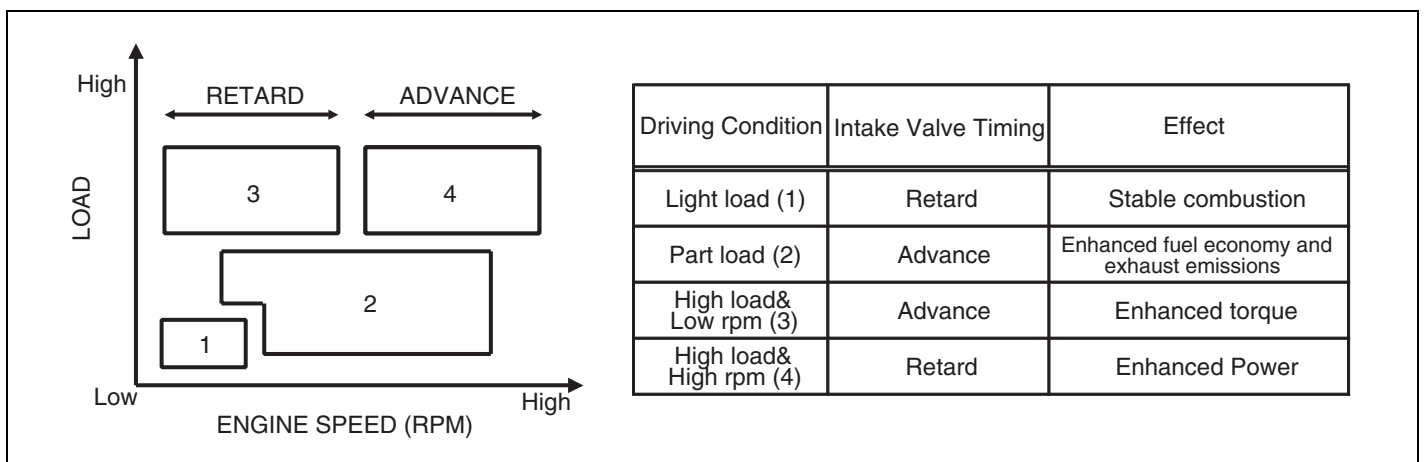 High
RETARD
ADVANCE
LOAD
3
4
2
1
Low
High
ENGINE SPEED (RPM)
Driving Condition
Intake Valve Timing
Effect
Light load (1)
Retard
Stable combustion
Part load (2)
Advance
Enhanced fuel economy and
exhaust emissions
High load&
Low rpm (3)
Advance
Enhanced torque
High load&
High rpm (4)
Retard
Enhanced Power